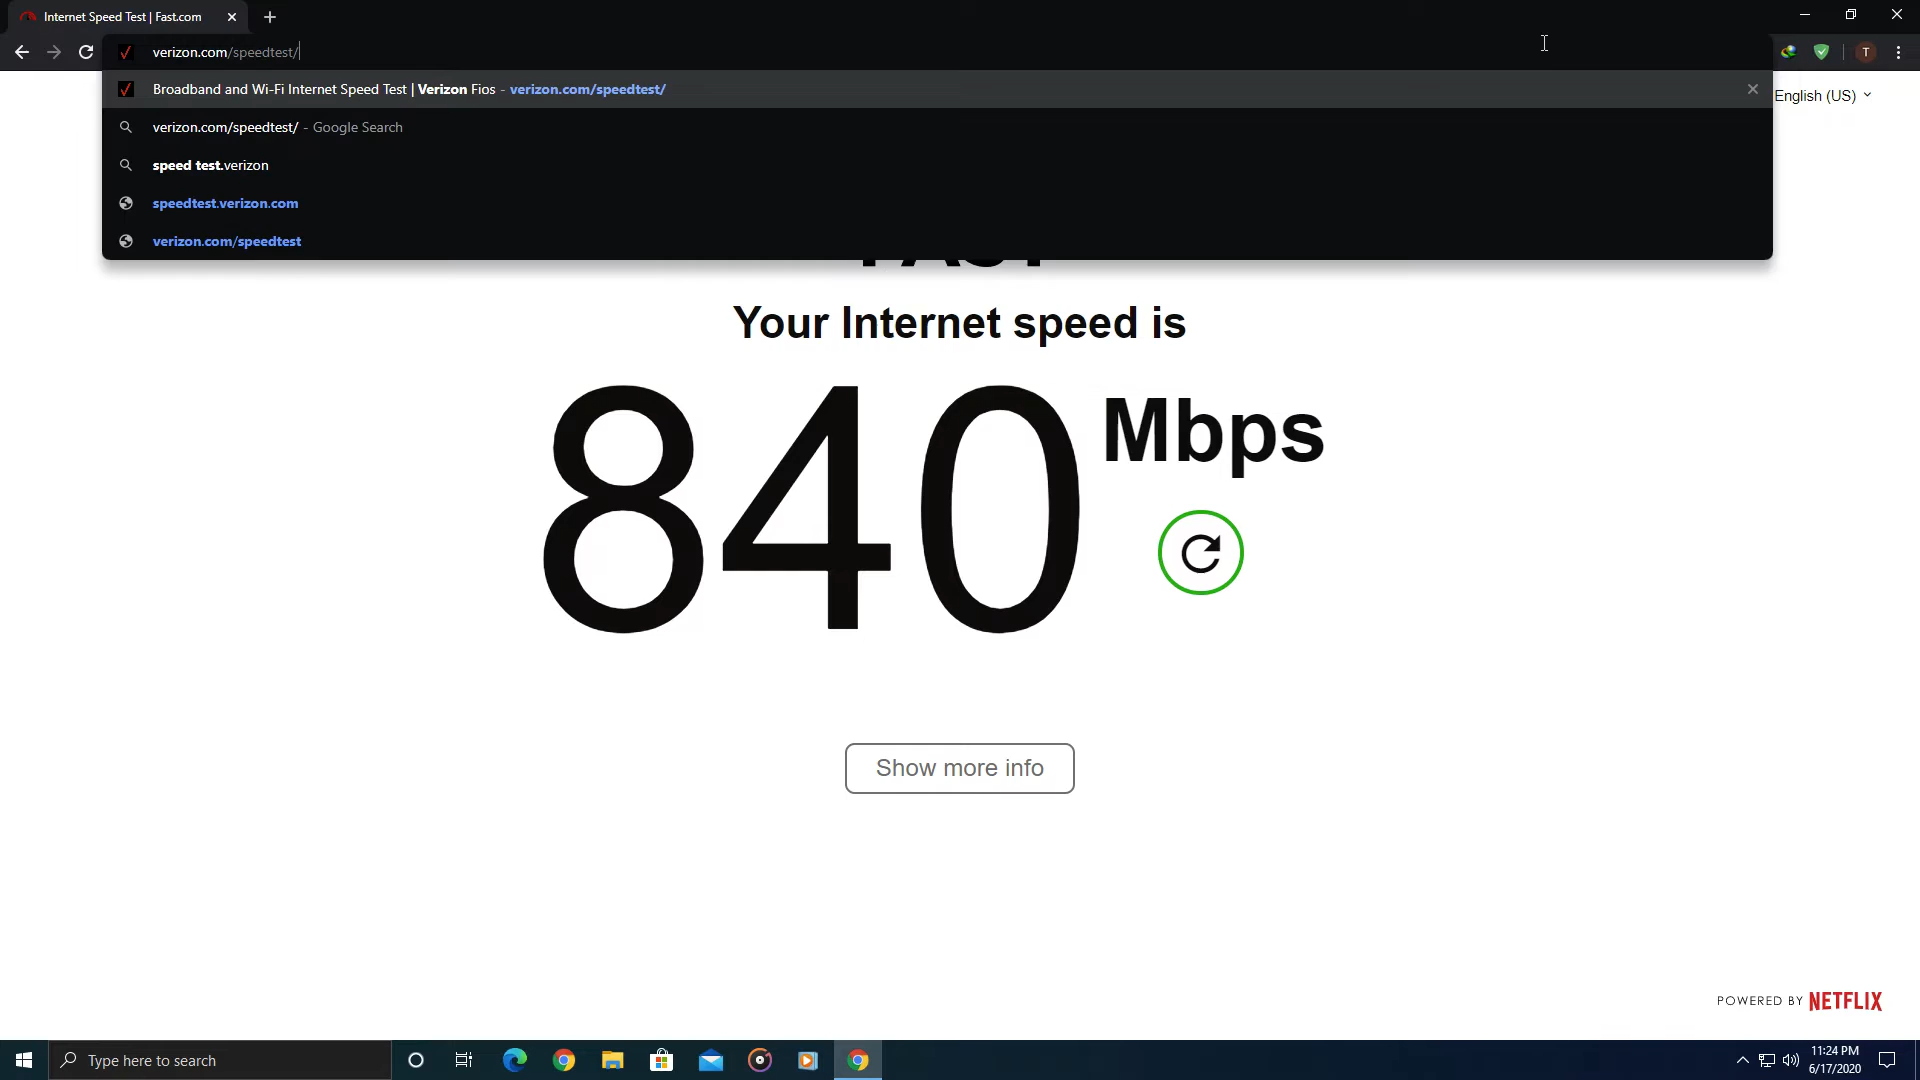 Internet Speed Test | Fast.com
verizon.com/speedtest/
T
Broadband and Wi-Fi Internet Speed Test | Verizon Fios - verizon.com/speedtest/
English (US)
verizon.com/speedtest/ - Google Search
speed test.verizon
speedtest.verizon.com
verizon.com/speedtest
Your Internet speed is
840 Mbps
Show more info
POWERED BY NETFLIX
Type here to search
11:24 PM
6/17/2020